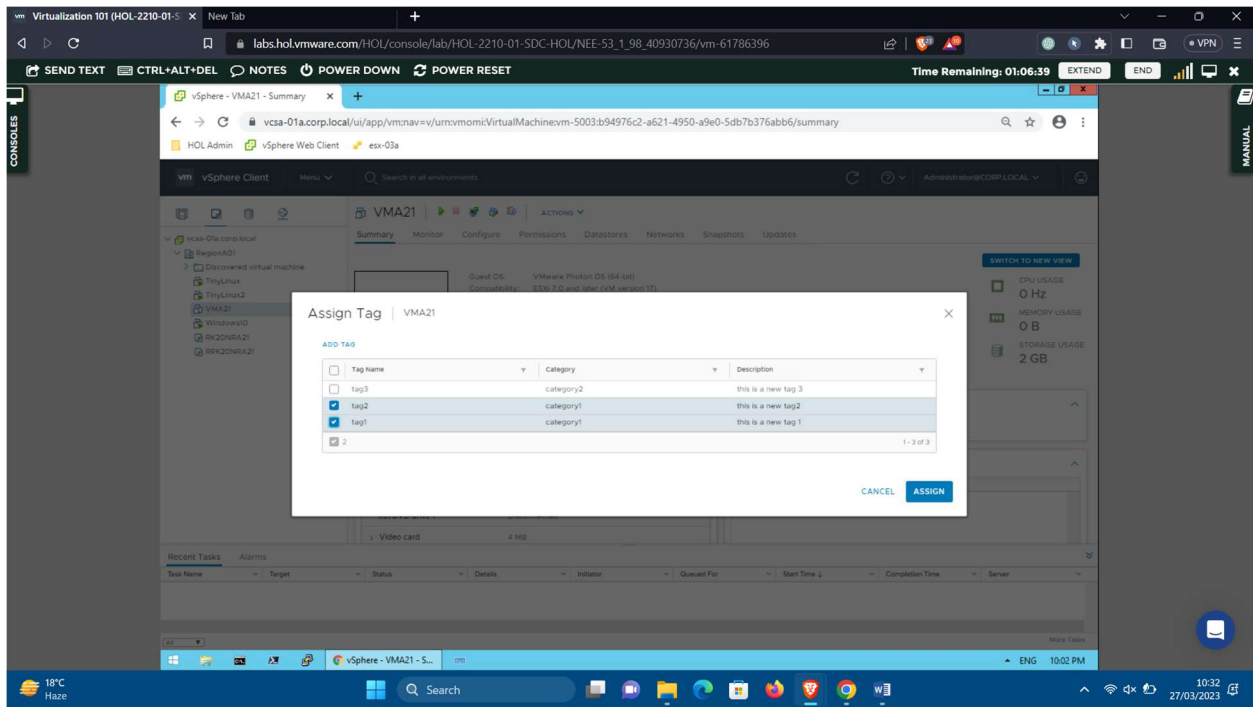 vm Virtualization 101 (HOL-2210-01-S × New Tab +
labs.hol.vmware.com/HOL/console/lab/HOL-2210-01-SDC-HOL/NEE-53_1_98_40930736/vm-61786396 VPN
SEND TEXT CTRL+ALT+DEL NOTES POWER DOWN POWER RESET Time Remaining: 01:06:39 EXTEND END
CONSOLES
MANUAL
vSphere - VMA21 - Summary × +
vcsa-01a.corp.local/ui/app/vm;nav=v/urn:vmomi:VirtualMachine:vm-5003:b94976c2-a621-4950-a9e0-5db7b376abb6/summary
HOL Admin vSphere Web Client esx-03a
vm vSphere Client Menu Search in all environments Administrator@CORP.LOCAL
VMA21 ACTIONS
Summary Monitor Configure Permissions Datastores Networks Snapshots Updates
vcsa-01a.corp.local
RegionA01
Discovered virtual machine
TinyLinux
TinyLinux2
VMA21
Windows10
RK20NRA21
RRK20NRA21
Guest OS: VMware Photon OS (64-bit)
Compatibility: ESXi 7.0 and later (VM version 17)
SWITCH TO NEW VIEW
CPU USAGE
0 Hz
MEMORY USAGE
0 B
STORAGE USAGE
2 GB
Assign Tag | VMA21
ADD TAG
Tag Name Category Description
tag3 category2 this is a new tag 3
tag2 category1 this is a new tag2
tag1 category1 this is a new tag 1
2 1 - 3 of 3
CANCEL ASSIGN
Video card 4 MB
Recent Tasks Alarms
Task Name Target Status Details Initiator Queued For Start Time ↓ Completion Time Server
All More Tasks
vSphere - VMA21 - S... ENG 10:02 PM
18°C
Haze
Search
10:32
27/03/2023